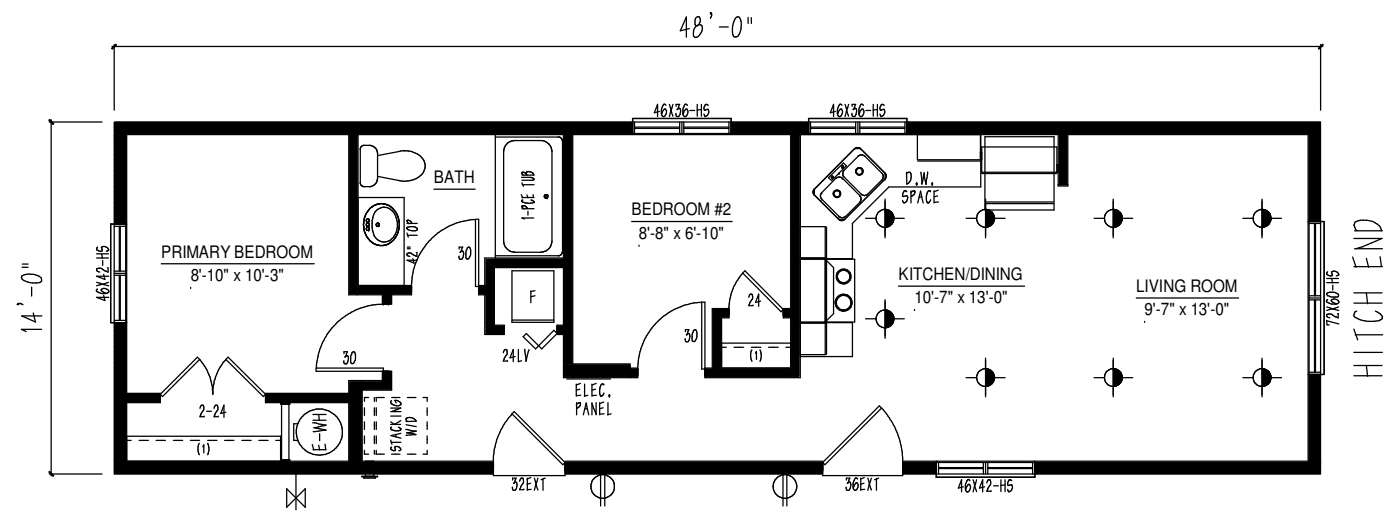 48'-0"
46X36-HS
46X36-HS
BATH
1-PCE TUB
D.W.
SPACE
BEDROOM #2
8'-8" x 6'-10"
42" TOP
30
PRIMARY BEDROOM
8'-10" x 10'-3"
46X42-HS
14'-0"
F
24
KITCHEN/DINING
10'-7" x 13'-0"
LIVING ROOM
9'-7" x 13'-0"
72X60-HS
HITCH END
30
24LV
30
(1)
ELEC.
PANEL
2-24
(1)
E-WH
STACKING
W/D
32EXT
36EXT
46X42-HS